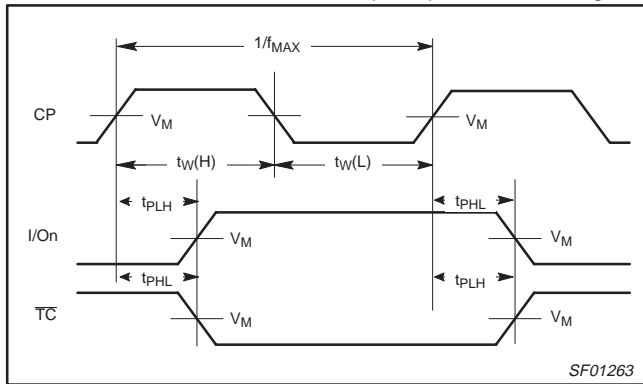 1/fMAX
CP
VM
VM
tW(H)
tW(L)
tPLH
tPHL
I/On
VM
VM
tPHL
tPLH
TC
VM
VM
SF01263